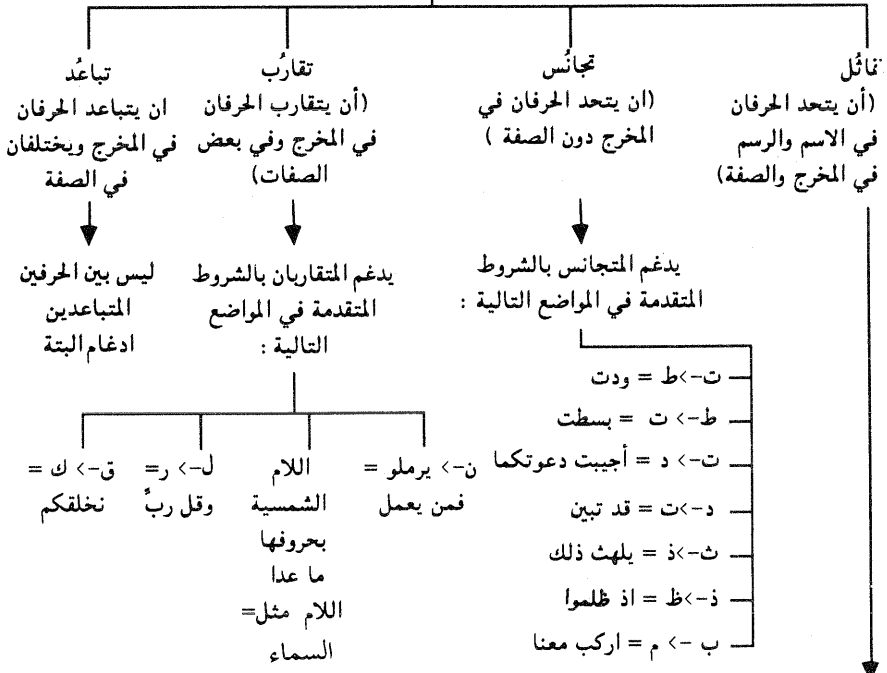 تماثُل
(أن يتحد الحرفان
في الاسم والرسم
في المخرج والصفة)
تجانُس
(ان يتحد الحرفان في
المخرج دون الصفة )
تقارُب
(أن يتقارب الحرفان
في المخرج وفي بعض
الصفات)
تباعُد
ان يتباعد الحرفان
في المخرج ويختلفان
في الصفة
يدغم المتجانس بالشروط
المتقدمة في المواضع التالية :
يدغم المتقاربان بالشروط
المتقدمة في المواضع
التالية :
ليس بين الحرفين
المتباعدين
ادغام البتة
ت-> ط = ودت
ط-> ت = بسطت
ت-> د = أجيبت دعوتكما
د->ت = قد تبين
ث->ذ = يلهث ذلك
ذ->ظ = اذ ظلموا
ب -> م = اركب معنا
ن-> يرملو =
فمن يعمل
اللام
الشمسية
بحروفها
ما عدا
اللام مثل=
السماء
ل-> ر=
وقل ربِّ
ق-> ك =
نخلقكم